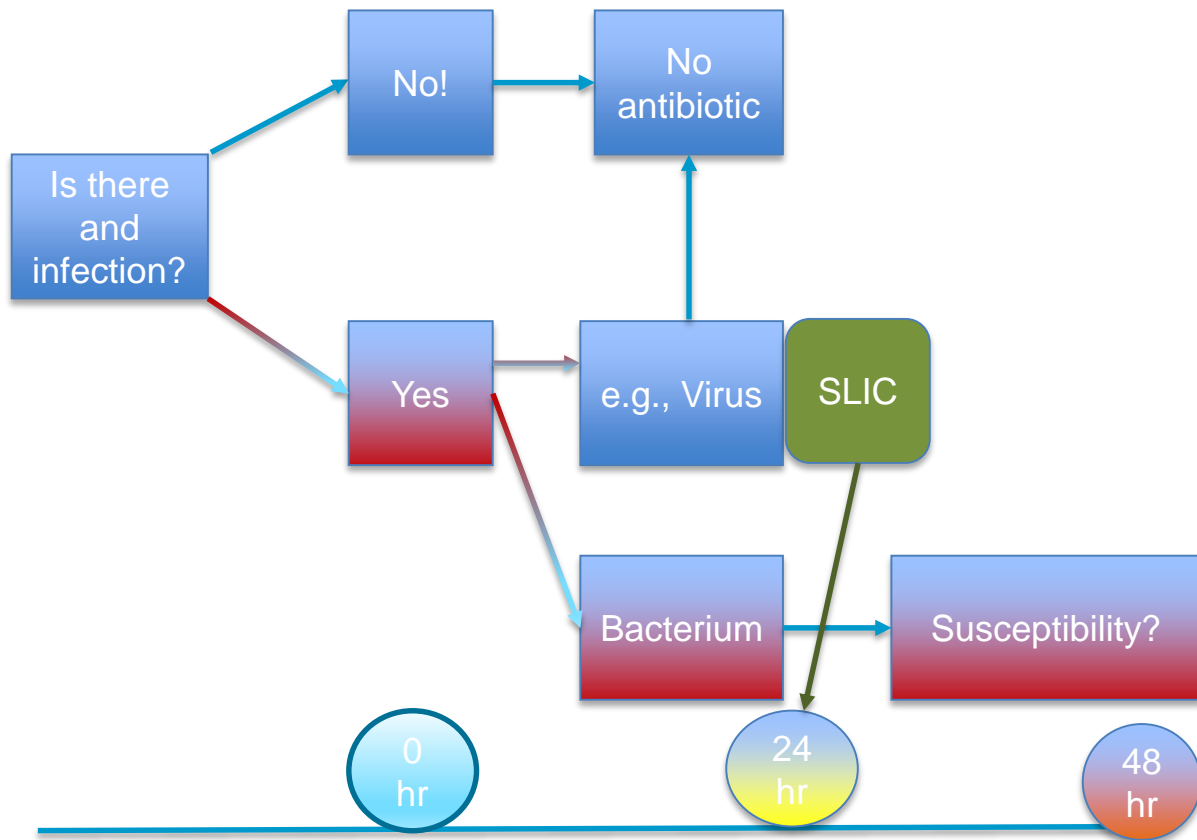 No!
No
antibiotic
Is there
and
infection?
Yes
e.g., Virus
SLIC
Bacterium
Susceptibility?
0
hr
24
hr
48
hr